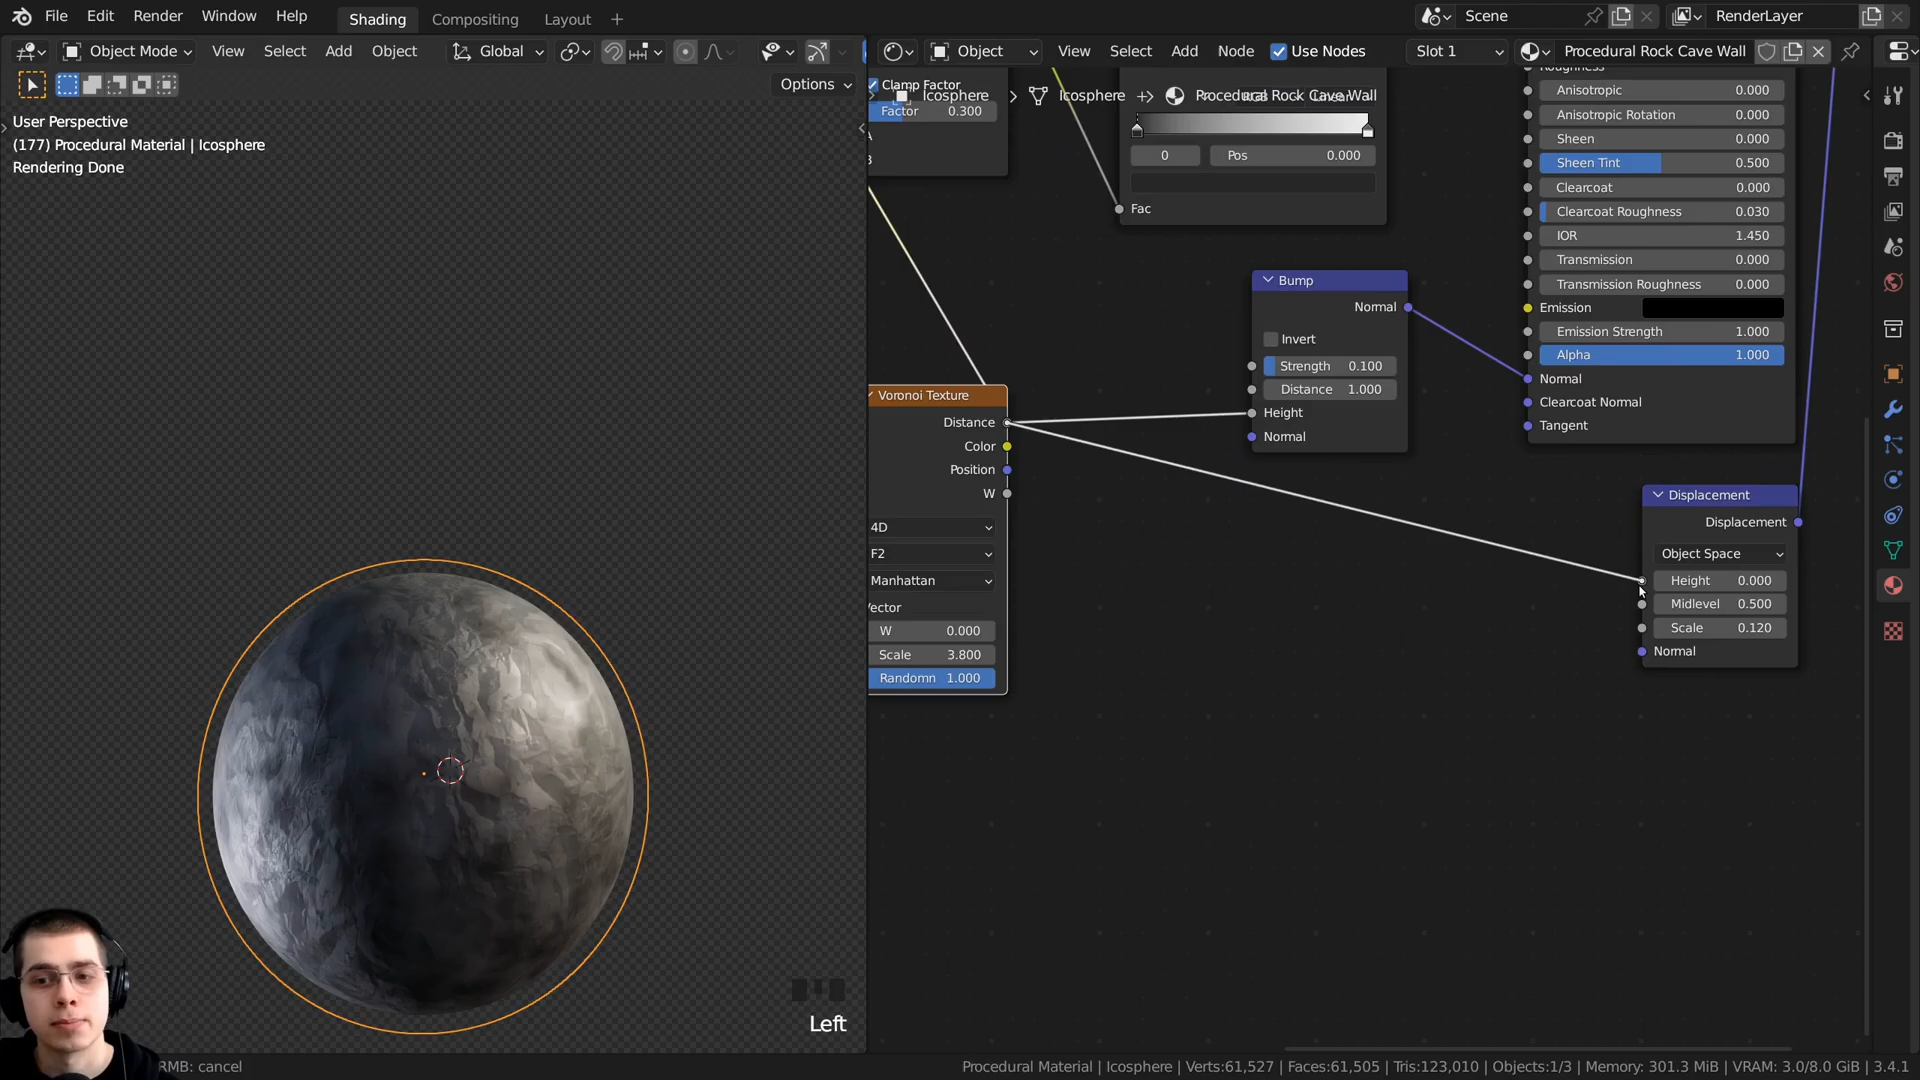 File Edit Render Window Help Shading Compositing Layout + Scene RenderLayer
Object Mode View Select Add Object Global Object View Select Add Node Use Nodes Slot 1 Procedural Rock Cave Wall
Options
User Perspective
(177) Procedural Material | Icosphere
Rendering Done
Clamp Factor
Factor 0.300
Icosphere Icosphere Procedural Rock Cave Wall
0 Pos 0.000
Fac
Bump
Normal
Invert
Strength 0.100
Distance 1.000
Height
Normal
Voronoi Texture
Distance
Color
Position
W
4D
F2
Manhattan
Vector
W 0.000
Scale 3.800
Randomn 1.000
Roughness
Anisotropic 0.000
Anisotropic Rotation 0.000
Sheen 0.000
Sheen Tint 0.500
Clearcoat 0.000
Clearcoat Roughness 0.030
IOR 1.450
Transmission 0.000
Transmission Roughness 0.000
Emission
Emission Strength 1.000
Alpha 1.000
Normal
Clearcoat Normal
Tangent
Displacement
Displacement
Object Space
Height 0.000
Midlevel 0.500
Scale 0.120
Normal
Left
RMB: cancel
Procedural Material | Icosphere | Verts:61,527 | Faces:61,505 | Tris:123,010 | Objects:1/3 | Memory: 301.3 MiB | VRAM: 3.0/8.0 GiB | 3.4.1